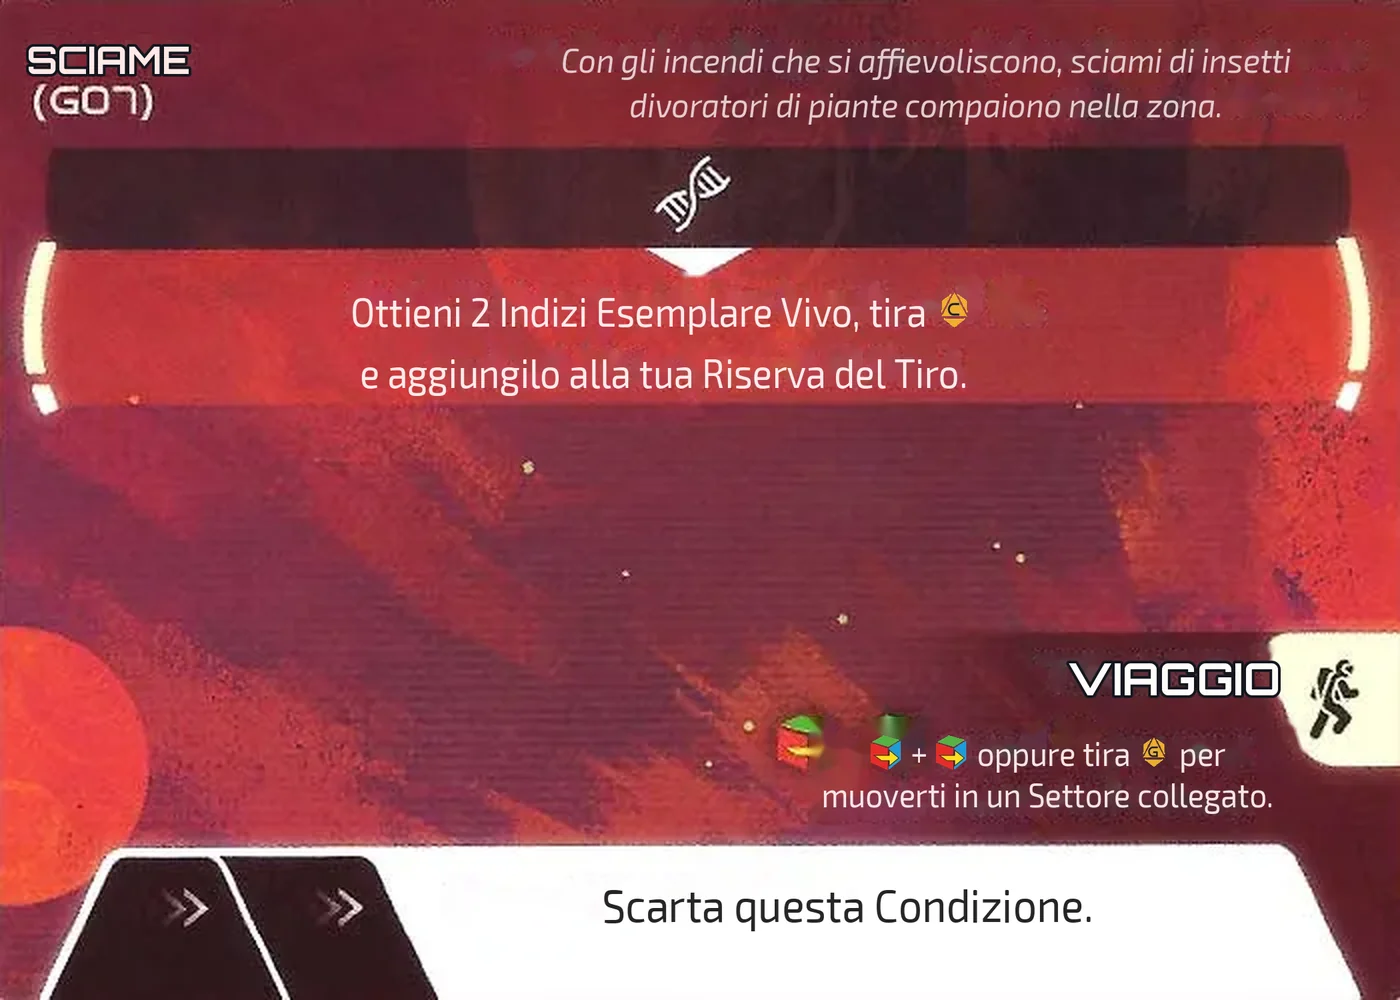 SCIAME
(G07)
Con gli incendi che si affievoliscono, sciami di insetti
divoratori di piante compaiono nella zona.
Ottieni 2 Indizi Esemplare Vivo, tira C
e aggiungilo alla tua Riserva del Tiro.
VIAGGIO
+ oppure tira G per
muoverti in un Settore collegato.
Scarta questa Condizione.